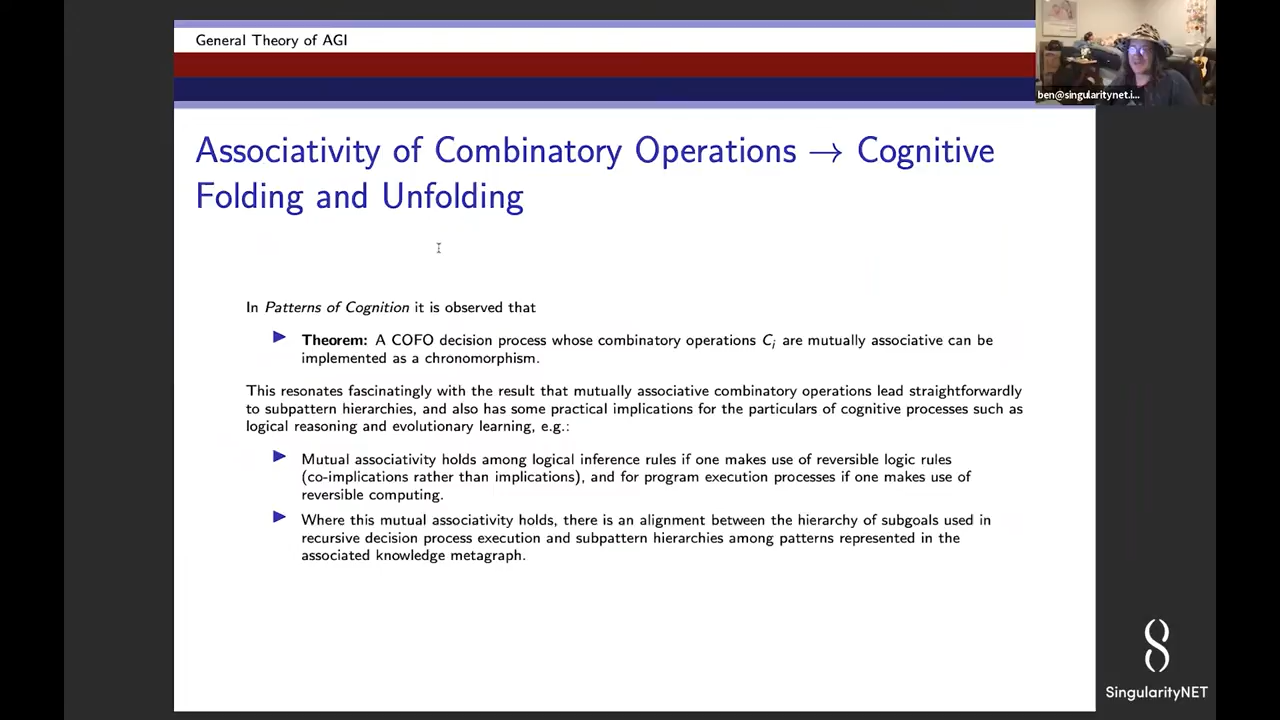 General Theory of AGI
ben@singularitynet.i...
Associativity of Combinatory Operations → Cognitive
Folding and Unfolding
In Patterns of Cognition it is observed that
Theorem: A COFO decision process whose combinatory operations Ci are mutually associative can be
implemented as a chronomorphism.
This resonates fascinatingly with the result that mutually associative combinatory operations lead straightforwardly
to subpattern hierarchies, and also has some practical implications for the particulars of cognitive processes such as
logical reasoning and evolutionary learning, e.g.:
Mutual associativity holds among logical inference rules if one makes use of reversible logic rules
(co-implications rather than implications), and for program execution processes if one makes use of
reversible computing.
Where this mutual associativity holds, there is an alignment between the hierarchy of subgoals used in
recursive decision process execution and subpattern hierarchies among patterns represented in the
associated knowledge metagraph.
SingularityNET